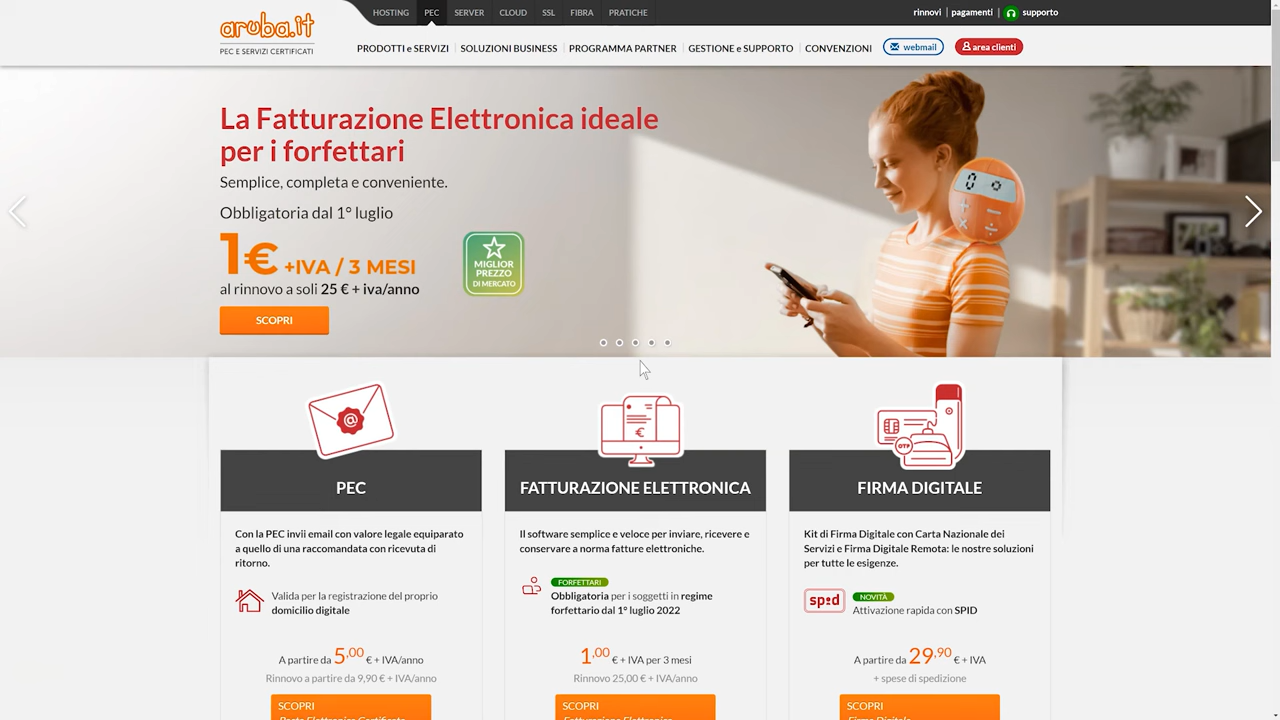 aruba.it
PEC E SERVIZI CERTIFICATI
HOSTING PEC SERVER CLOUD SSL FIBRA PRATICHE
rinnovi | pagamenti | supporto
PRODOTTI e SERVIZI SOLUZIONI BUSINESS PROGRAMMA PARTNER GESTIONE e SUPPORTO CONVENZIONI webmail area clienti
La Fatturazione Elettronica ideale
per i forfettari
Semplice, completa e conveniente.
Obbligatoria dal 1° luglio
1€ +IVA / 3 MESI
al rinnovo a soli 25 € + iva/anno
MIGLIOR
PREZZO
DI MERCATO
SCOPRI
PEC
Con la PEC invii email con valore legale equiparato
a quello di una raccomandata con ricevuta di
ritorno.
Valida per la registrazione del proprio
domicilio digitale
A partire da 5,00 € + IVA/anno
Rinnovo a partire da 9,90 € + IVA/anno
SCOPRI
Posta Elettronica Certificata
FATTURAZIONE ELETTRONICA
Il software semplice e veloce per inviare, ricevere e
conservare a norma fatture elettroniche.
FORFETTARI
Obbligatoria per i soggetti in regime
forfettario dal 1° luglio 2022
1,00 € + IVA per 3 mesi
Rinnovo 25,00 € + IVA/anno
SCOPRI
Fatturazione Elettronica
FIRMA DIGITALE
OTP
Kit di Firma Digitale con Carta Nazionale dei
Servizi e Firma Digitale Remota: le nostre soluzioni
per tutte le esigenze.
spid
NOVITÀ
Attivazione rapida con SPID
A partire da 29,90 € + IVA
+ spese di spedizione
SCOPRI
Firma Digitale